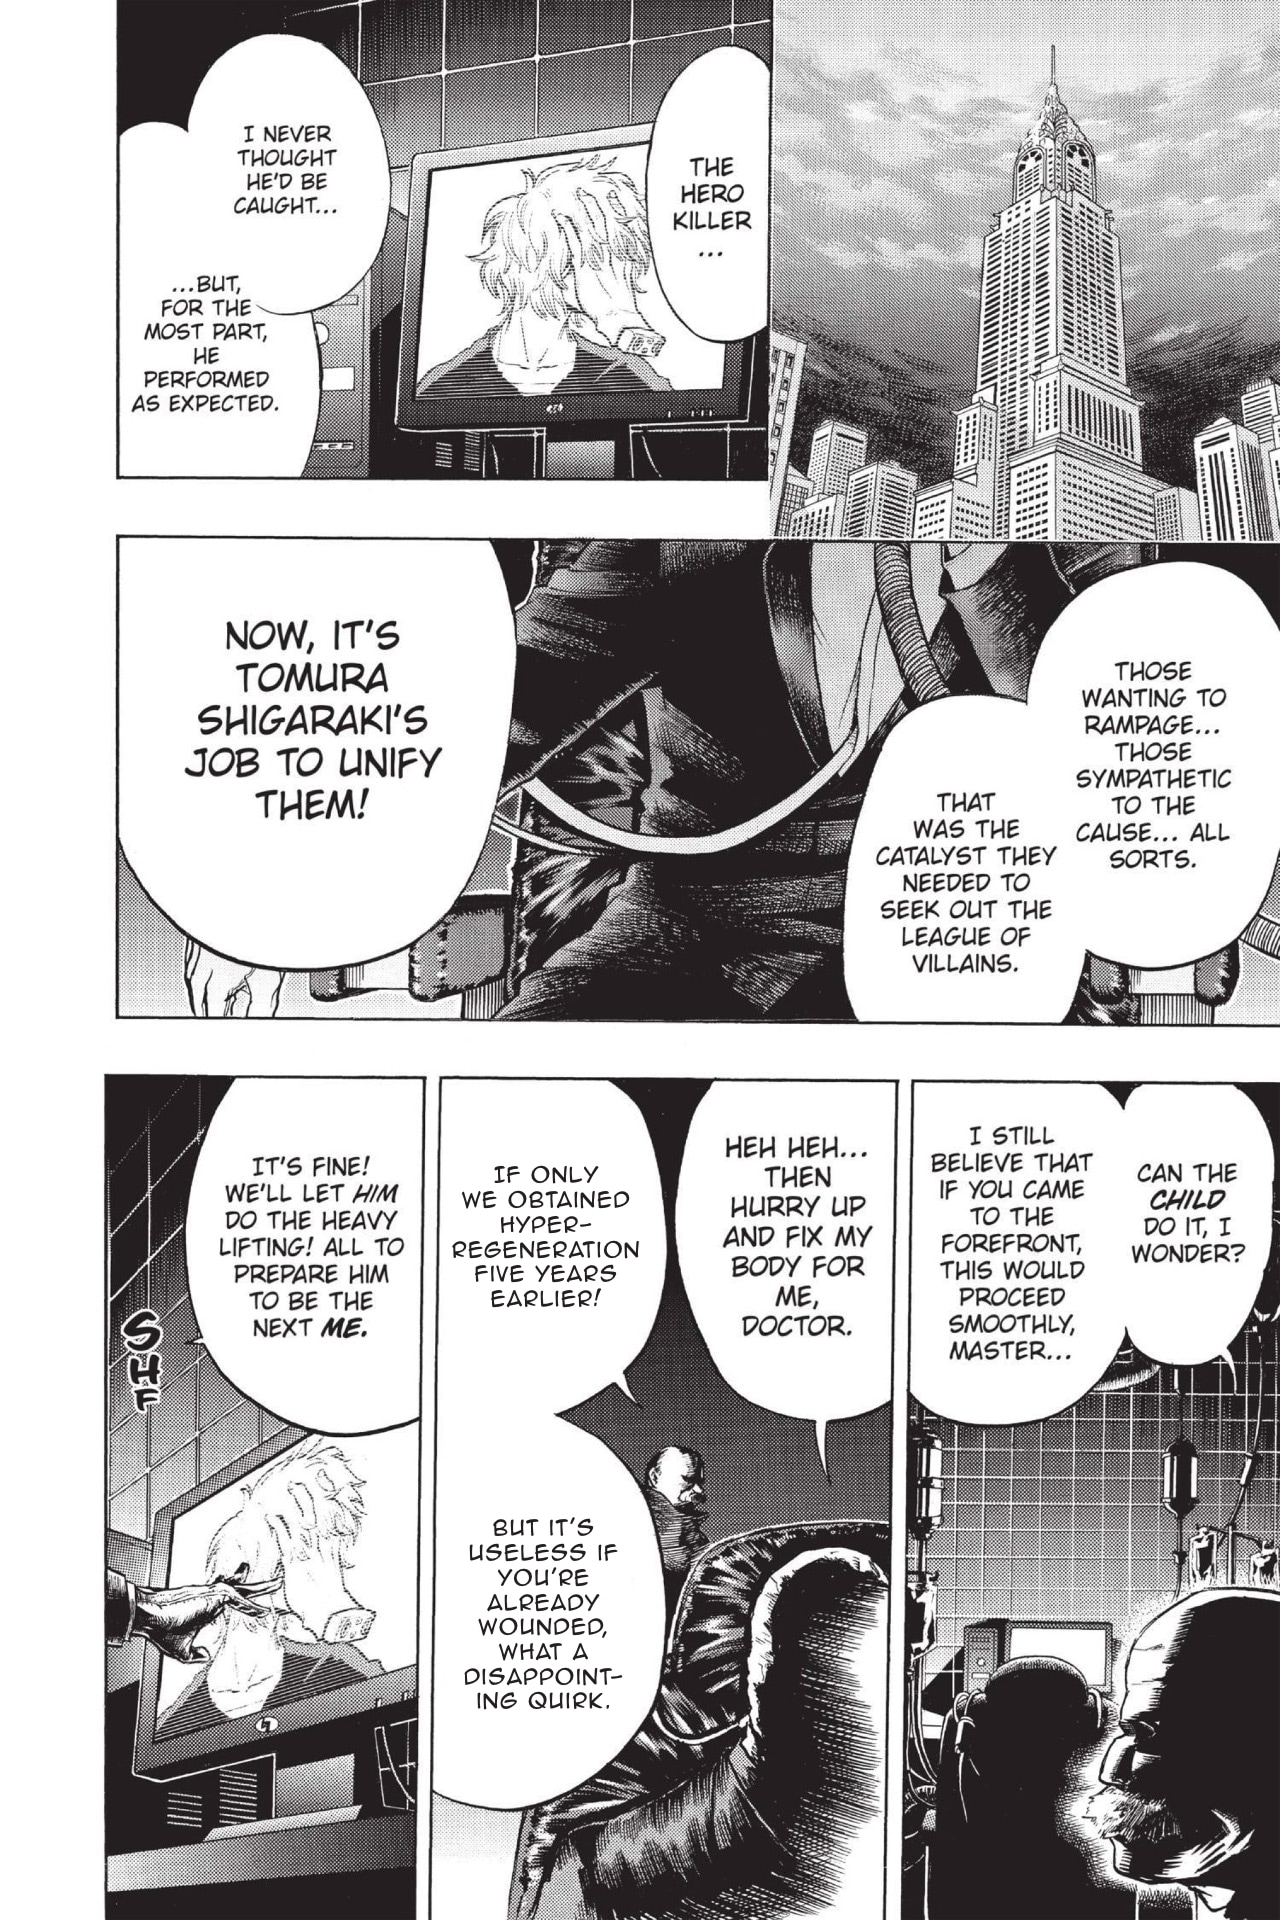 THE
HERO
KILLER
...
I NEVER
THOUGHT
HE'D BE
CAUGHT...
...BUT,
FOR THE
MOST PART,
HE
PERFORMED
AS EXPECTED.
THOSE
WANTING TO
RAMPAGE...
THOSE
SYMPATHETIC
TO THE
CAUSE... ALL
SORTS.
THAT
WAS THE
CATALYST THEY
NEEDED TO
SEEK OUT THE
LEAGUE OF
VILLAINS.
NOW, IT'S
TOMURA
SHIGARAKI'S
JOB TO UNIFY
THEM!
CAN THE
CHILD
DO IT, I
WONDER?
I STILL
BELIEVE THAT
IF YOU CAME
TO THE
FOREFRONT,
THIS WOULD
PROCEED
SMOOTHLY,
MASTER...
HEH HEH...
THEN
HURRY UP
AND FIX MY
BODY FOR
ME,
DOCTOR.
IF ONLY
WE OBTAINED
HYPER-
REGENERATION
FIVE YEARS
EARLIER!
BUT IT'S
USELESS IF
YOU'RE
ALREADY
WOUNDED,
WHAT A
DISAPPOINT-
ING QUIRK.
IT'S FINE!
WE'LL LET HIM
DO THE HEAVY
LIFTING! ALL TO
PREPARE HIM
TO BE THE
NEXT ME.
SHF